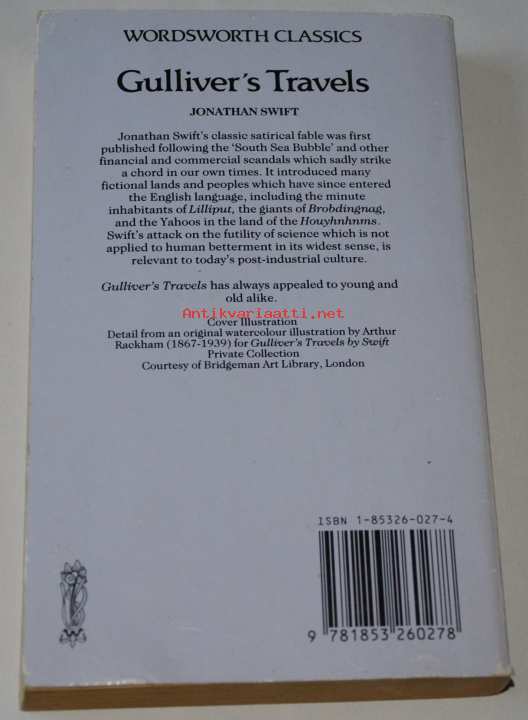 WORDSWORTH CLASSICS
Gulliver's Travels
JONATHAN SWIFT
Jonathan Swift's classic satirical fable was first
published following the 'South Sea Bubble' and other
financial and commercial scandals which sadly strike
a chord in our own times. It introduced many
fictional lands and peoples which have since entered
the English language, including the minute
inhabitants of Lilliput, the giants of Brobdingnag,
and the Yahoos in the land of the Houyhnhnms.
Swift's attack on the futility of science which is not
applied to human betterment in its widest sense, is
relevant to today's post-industrial culture.
Gulliver's Travels has always appealed to young and
old alike.
Antikvariaatti.net
Cover Illustration
Detail from an original watercolour illustration by Arthur
Rackham (1867-1939) for Gulliver's Travels by Swift
Private Collection
Courtesy of Bridgeman Art Library, London
ISBN 1-85326-027-4
9 781853 260278